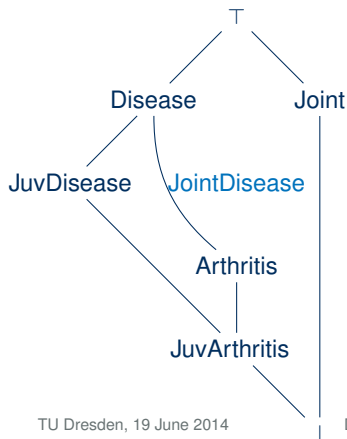 ⊤
Disease Joint
JuvDisease JointDisease
Arthritis
JuvArthritis
TU Dresden, 19 June 2014